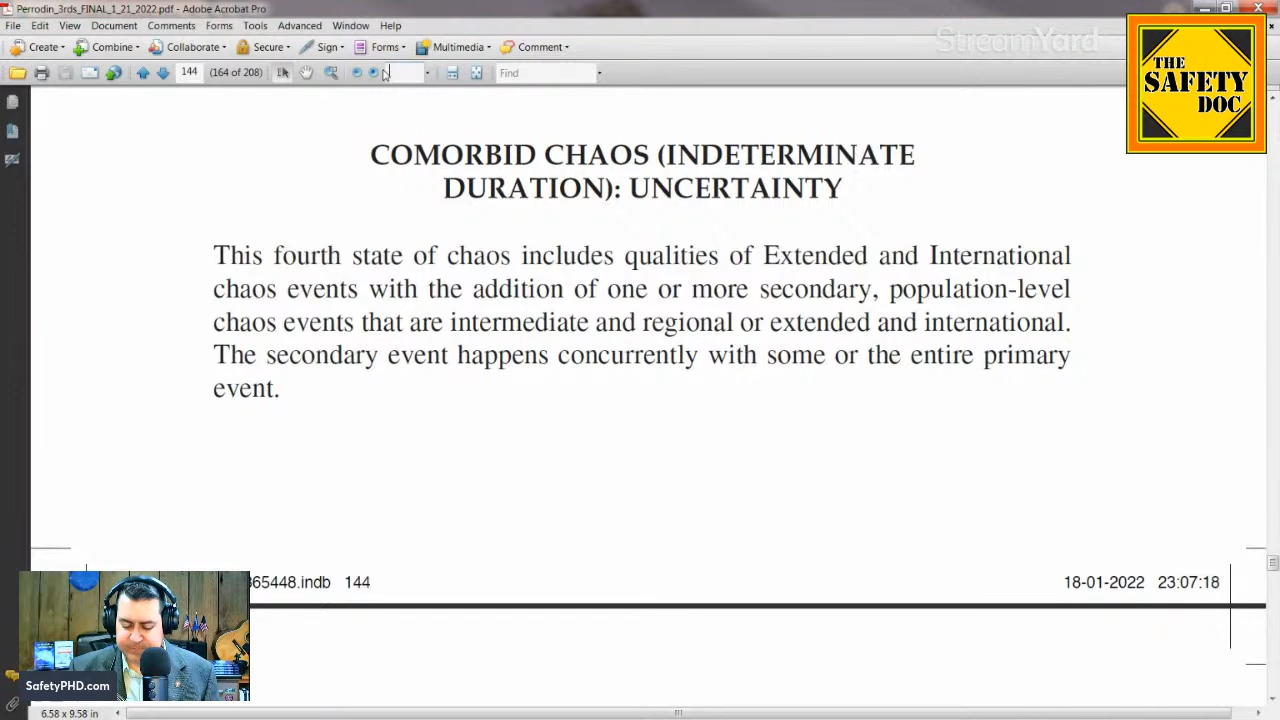 Perrodin_3rds_FINAL_1_21_2022.pdf - Adobe Acrobat Pro
File Edit View Document Comments Forms Tools Advanced Window Help
Create Combine Collaborate Secure Sign Forms Multimedia Comment
StreamYard
144 (164 of 208) Find
THE
SAFETY
DOC
COMORBID CHAOS (INDETERMINATE
DURATION): UNCERTAINTY
This fourth state of chaos includes qualities of Extended and International
chaos events with the addition of one or more secondary, population-level
chaos events that are intermediate and regional or extended and international.
The secondary event happens concurrently with some or the entire primary
event.
365448.indb 144
18-01-2022 23:07:18
SafetyPHD.com
6.58 x 9.58 in